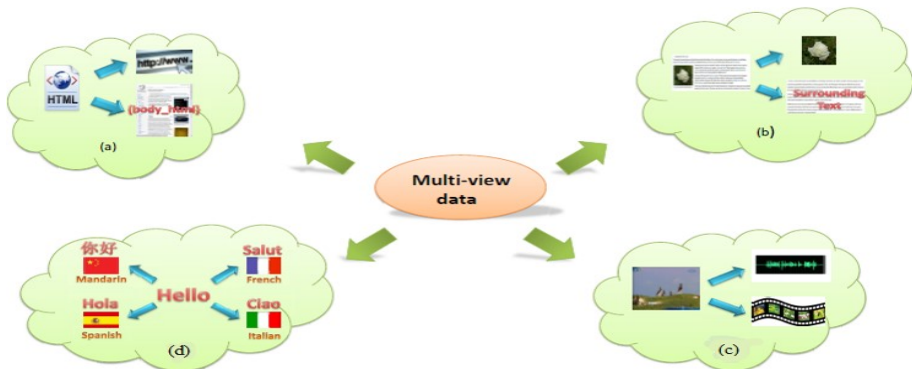 http://www.
HTML
{body_html}
(a)
Surrounding
Text
(b)
Multi-view
data
你好
Mandarin
Salut
French
Hello
Hola
Spanish
Ciao
Italian
(d)
(c)